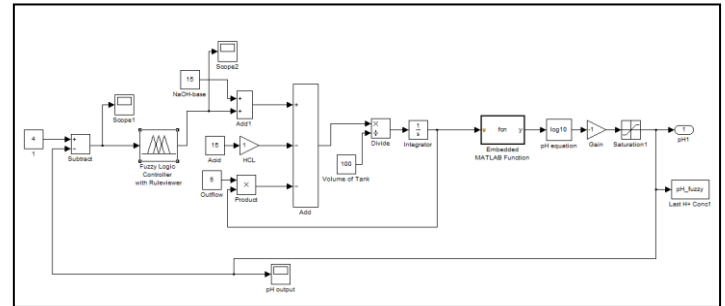 Scope2
15
NaOH-base
Scope1
4
1
Subtract
Fuzzy Logic
Controller
with Ruleviewer
Add1
15
Acid
1
HCL
5
Outflow
Product
Add
100
Volume of Tank
Divide
1
s
Integrator
u
fcn
y
Embedded
MATLAB Function
log10
pH equation
-1
Gain
Saturation1
1
pH1
pH_fuzzy
Last H+ Conc1
pH output